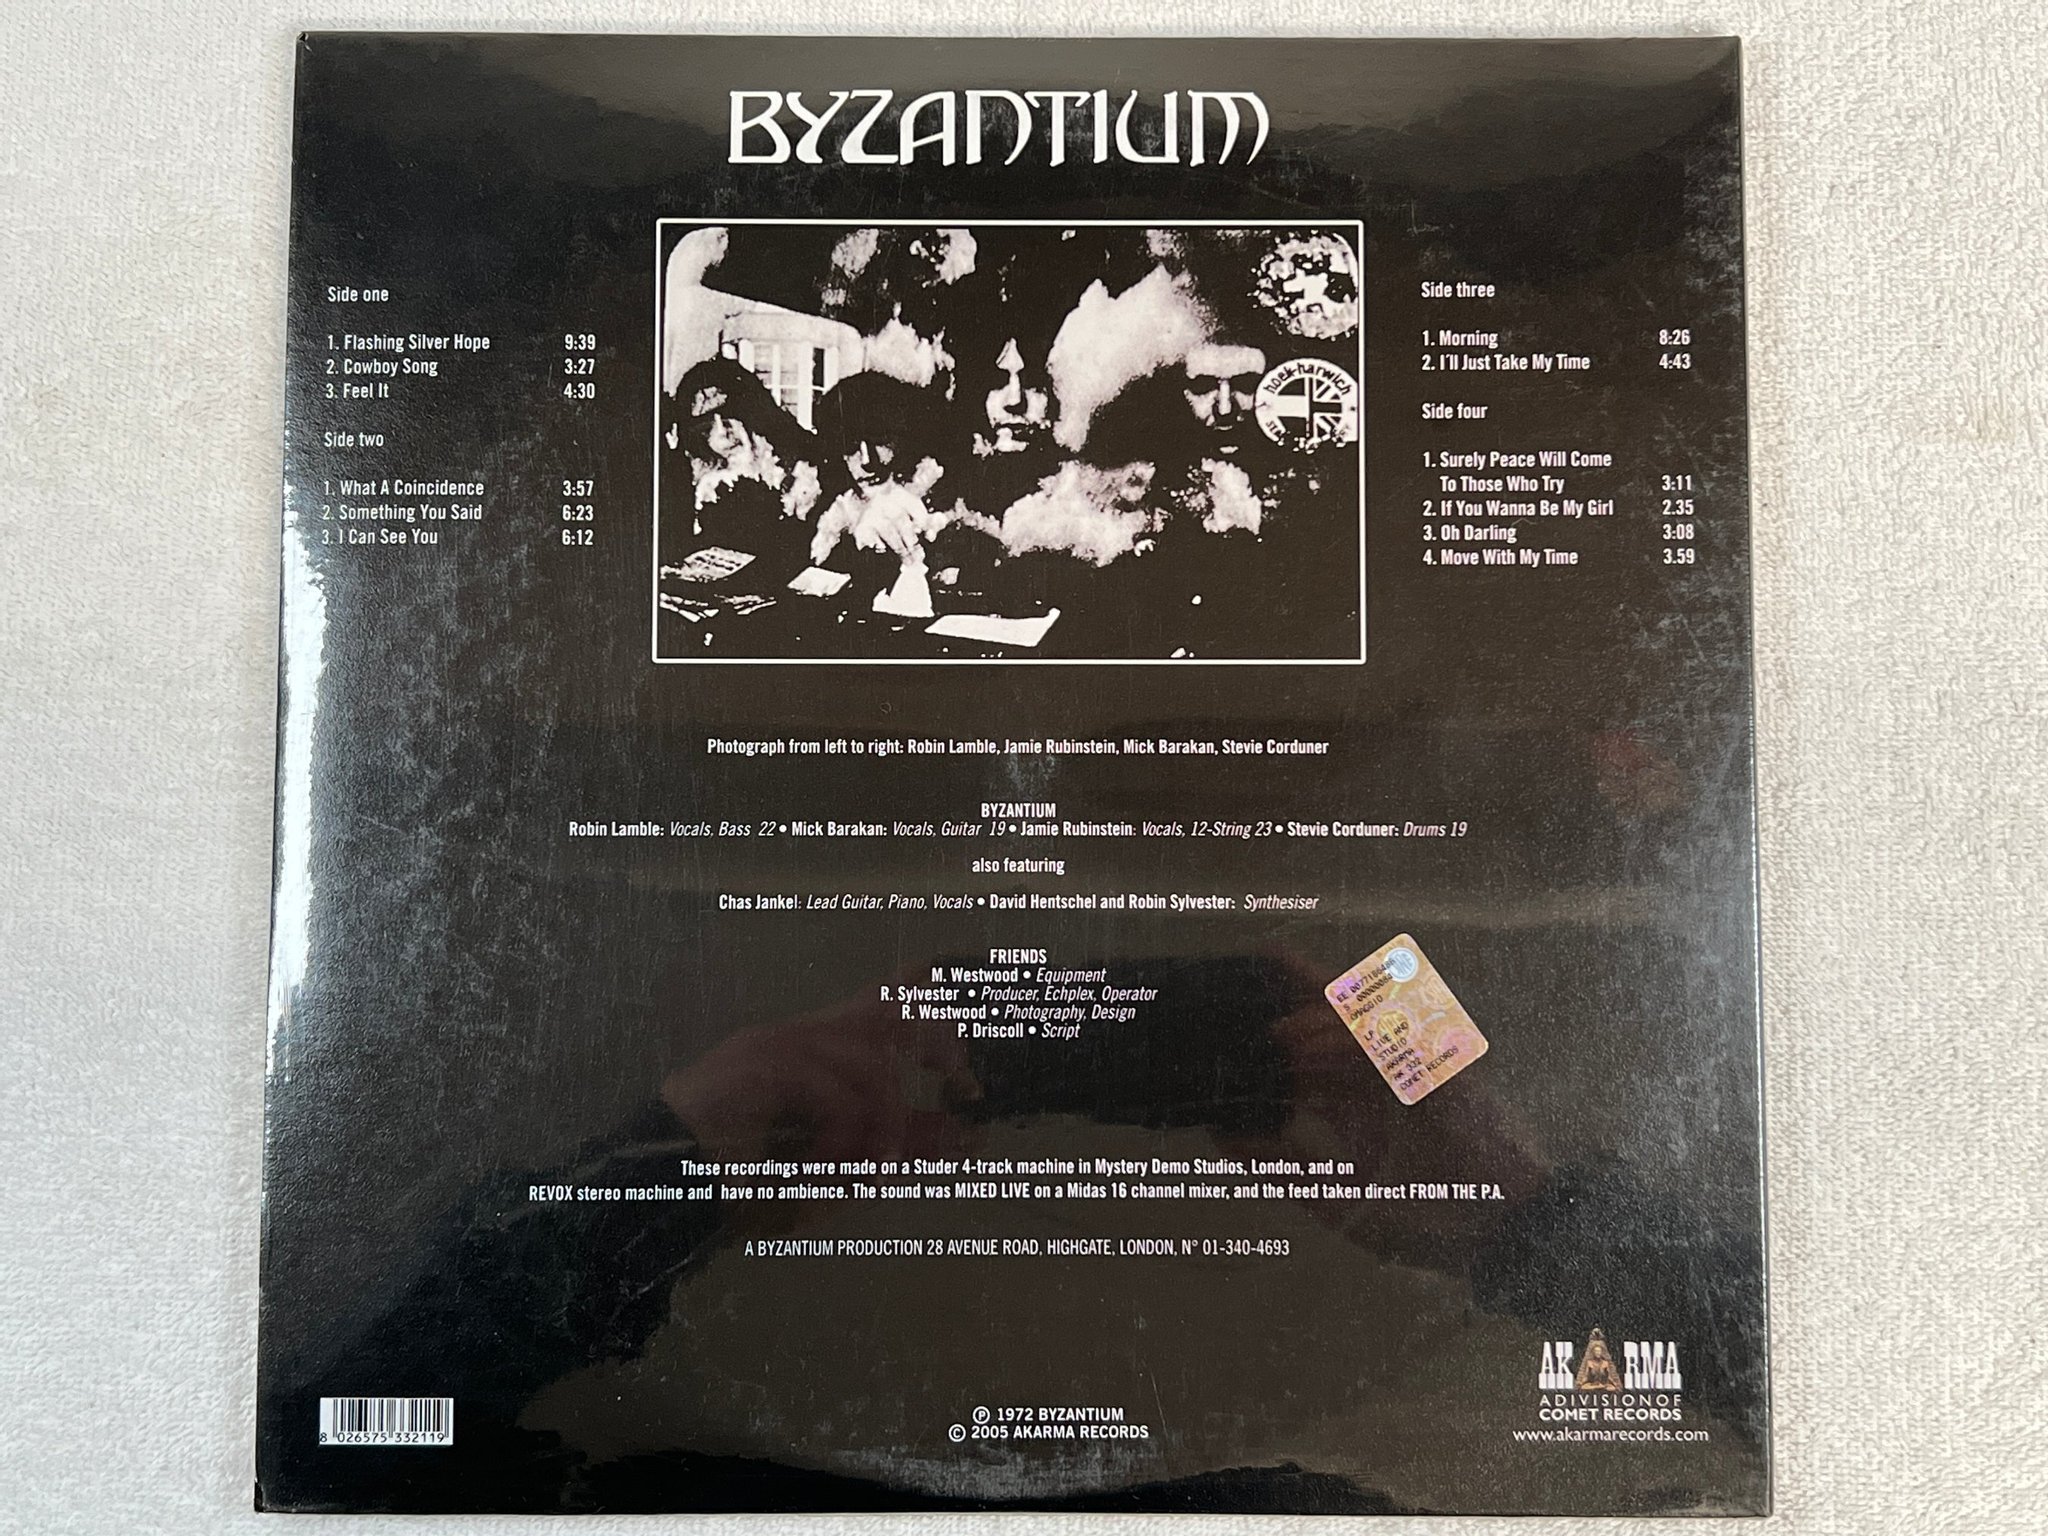 BYZANTIUM
Side one
1. Flashing Silver Hope 9:39
2. Cowboy Song 3:27
3. Feel It 4:30
Side two
1. What A Coincidence 3:57
2. Something You Said 6:23
3. I Can See You 6:12
hoek-harwich
Side three
1. Morning 8:26
2. I´ll Just Take My Time 4:43
Side four
1. Surely Peace Will Come
To Those Who Try 3:11
2. If You Wanna Be My Girl 2.35
3. Oh Darling 3:08
4. Move With My Time 3.59
Photograph from left to right: Robin Lamble, Jamie Rubinstein, Mick Barakan, Stevie Corduner
BYZANTIUM
Robin Lamble: Vocals, Bass 22 • Mick Barakan: Vocals, Guitar 19 • Jamie Rubinstein: Vocals, 12-String 23 • Stevie Corduner: Drums 19
also featuring
Chas Jankel: Lead Guitar, Piano, Vocals • David Hentschel and Robin Sylvester: Synthesiser
FRIENDS
M. Westwood • Equipment
R. Sylvester • Producer, Echplex, Operator
R. Westwood • Photography, Design
P. Driscoll • Script
OMAGGIO
LP
LIVE AND
STUDIO
AKARMA
AK 332
COMET RECORDS
These recordings were made on a Studer 4-track machine in Mystery Demo Studios, London, and on
REVOX stereo machine and have no ambience. The sound was MIXED LIVE on a Midas 16 channel mixer, and the feed taken direct FROM THE P.A.
A BYZANTIUM PRODUCTION 28 AVENUE ROAD, HIGHGATE, LONDON, N° 01-340-4693
8 026575 332119
℗ 1972 BYZANTIUM
© 2005 AKARMA RECORDS
AKARMA
A DIVISION OF
COMET RECORDS
www.akarmarecords.com